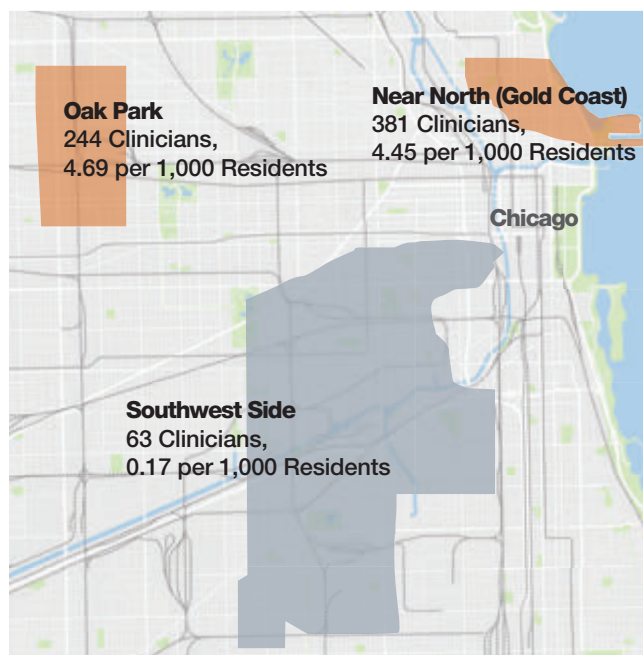 Oak Park
244 Clinicians,
4.69 per 1,000 Residents
Near North (Gold Coast)
381 Clinicians,
4.45 per 1,000 Residents
Chicago
Southwest Side
63 Clinicians,
0.17 per 1,000 Residents